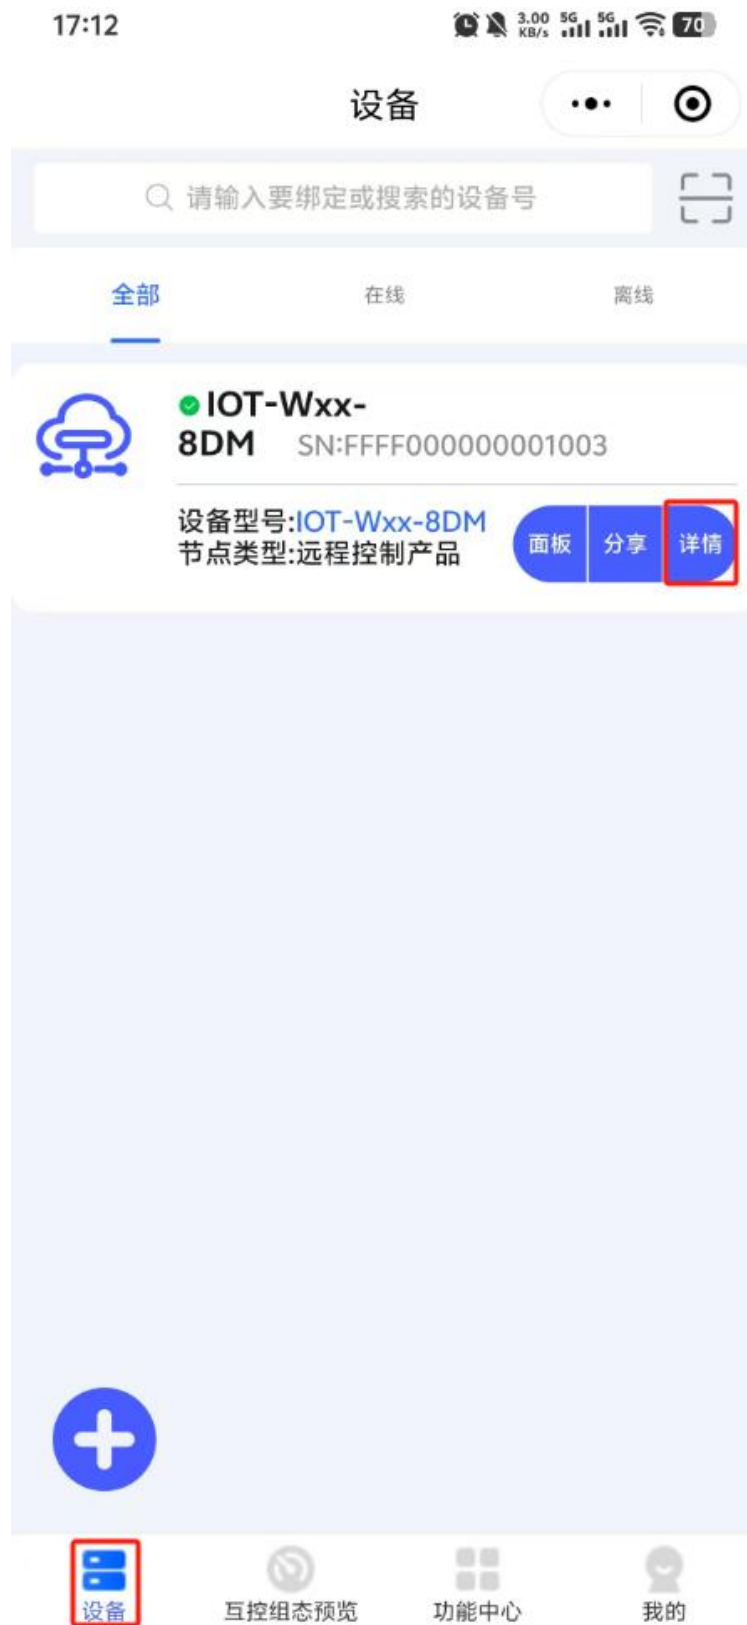 17:12
3.00 KB/s 5G 5G 70
设备
请输入要绑定或搜索的设备号
全部 在线 离线
IOT-Wxx-
8DM SN:FFFF000000001003
设备型号:IOT-Wxx-8DM
节点类型:远程控制产品
面板 分享 详情
设备 互控组态预览 功能中心 我的